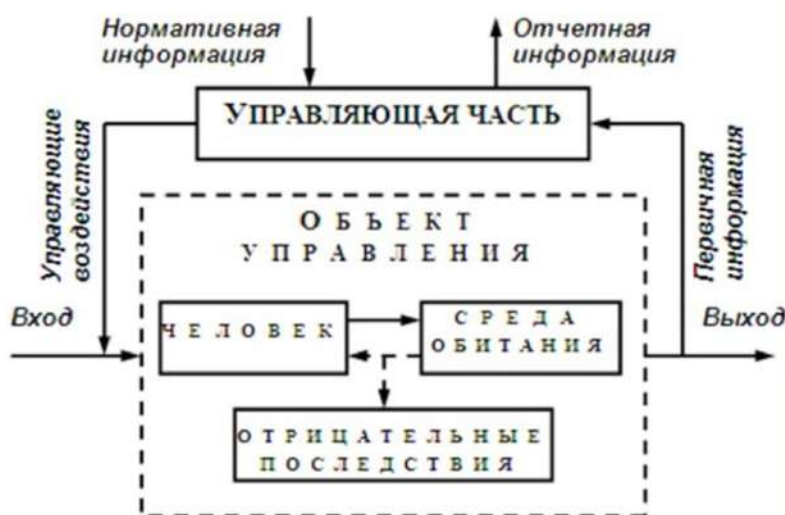 Нормативная
информация
Отчетная
информация
УПРАВЛЯЮЩАЯ ЧАСТЬ
Управляющие
воздействия
Первичная
информация
ОБЪЕКТ
УПРАВЛЕНИЯ
Вход
ЧЕЛОВЕК
СРЕДА
ОБИТАНИЯ
Выход
ОТРИЦАТЕЛЬНЫЕ
ПОСЛЕДСТВИЯ